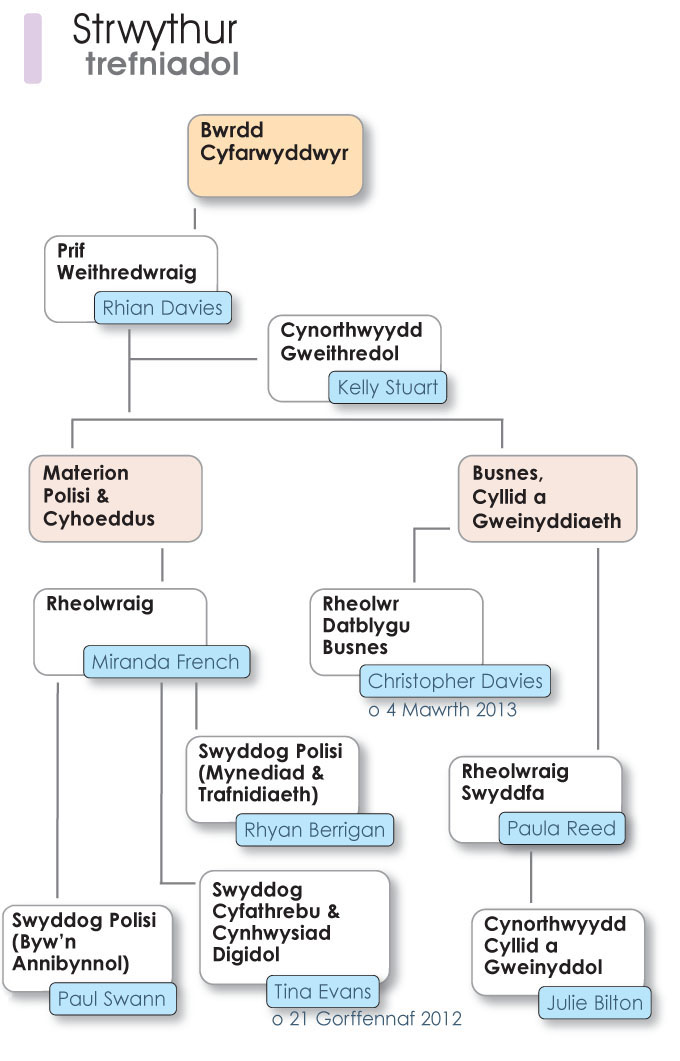 Strwythur
trefniadol
Bwrdd
Cyfarwyddwyr
Prif
Weithredwraig
Rhian Davies
Cynorthwyydd
Gweithredol
Kelly Stuart
Materion
Polisi &
Cyhoeddus
Busnes,
Cyllid a
Gweinyddiaeth
Rheolwraig
Miranda French
Rheolwr
Datblygu
Busnes
Christopher Davies
o 4 Mawrth 2013
Swyddog Polisi
(Mynediad &
Trafnidiaeth)
Rhyan Berrigan
Rheolwraig
Swyddfa
Paula Reed
Swyddog
Cyfathrebu &
Cynhwysiad
Digidol
Tina Evans
o 21 Gorffennaf 2012
Swyddog Polisi
(Byw'n
Annibynnol)
Paul Swann
Cynorthwyydd
Cyllid a
Gweinyddol
Julie Bilton